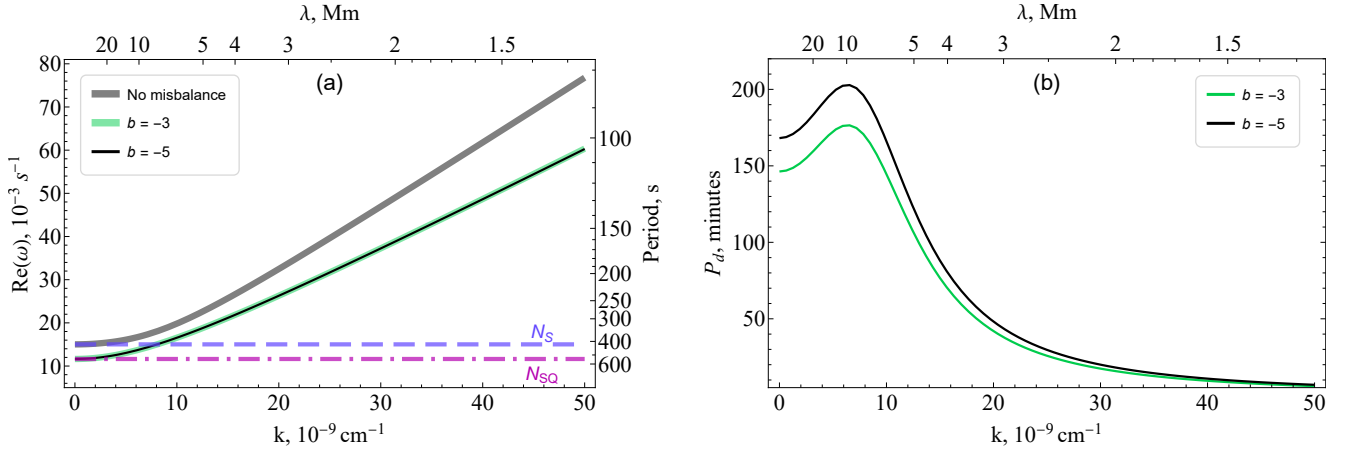 λ, Mm
20 10 5 4 3 2 1.5
(a)
No misbalance
b = −3
b = −5
80
70
60
50
40
30
20
10
Re(ω), 10⁻³ s⁻¹
100
150
200
250
300
400
600
Period, s
N_S
N_SQ
0 10 20 30 40 50
k, 10⁻⁹ cm⁻¹
λ, Mm
20 10 5 4 3 2 1.5
(b)
b = −3
b = −5
200
150
100
50
P_d, minutes
0 10 20 30 40 50
k, 10⁻⁹ cm⁻¹